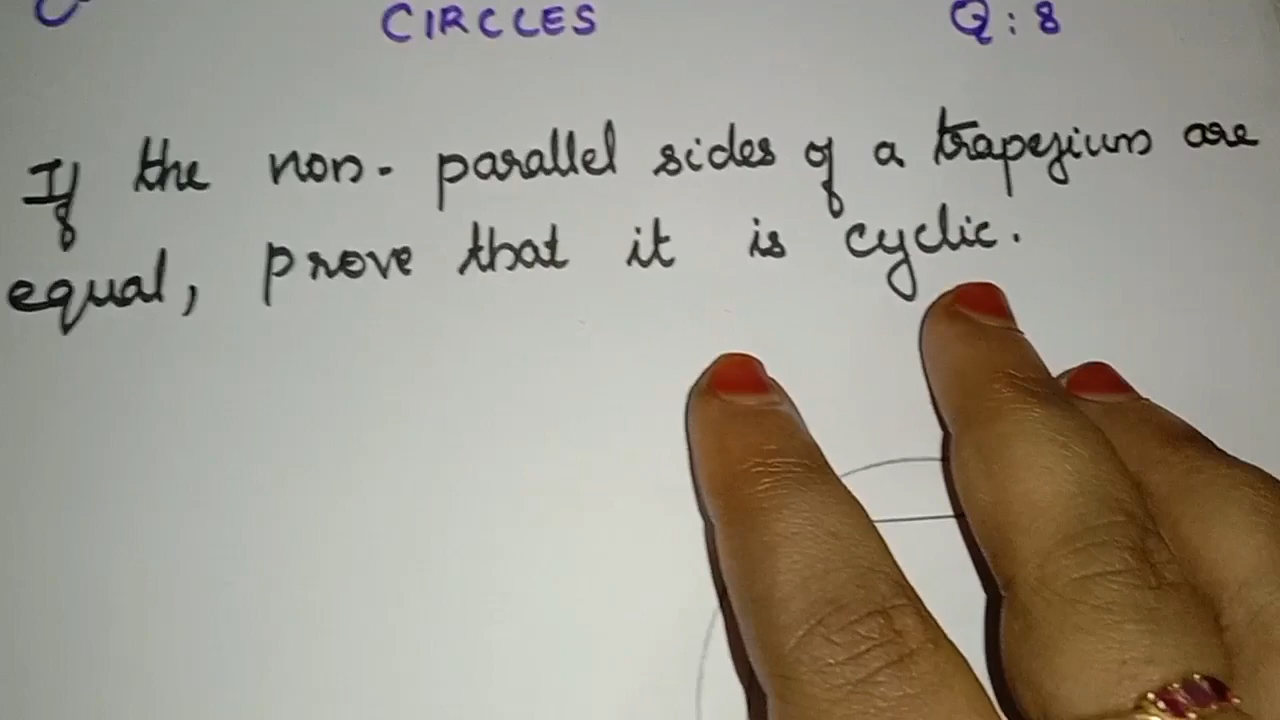 CIRCLES Q: 8
If the non-parallel sides of a trapezium are
equal, prove that it is cyclic.